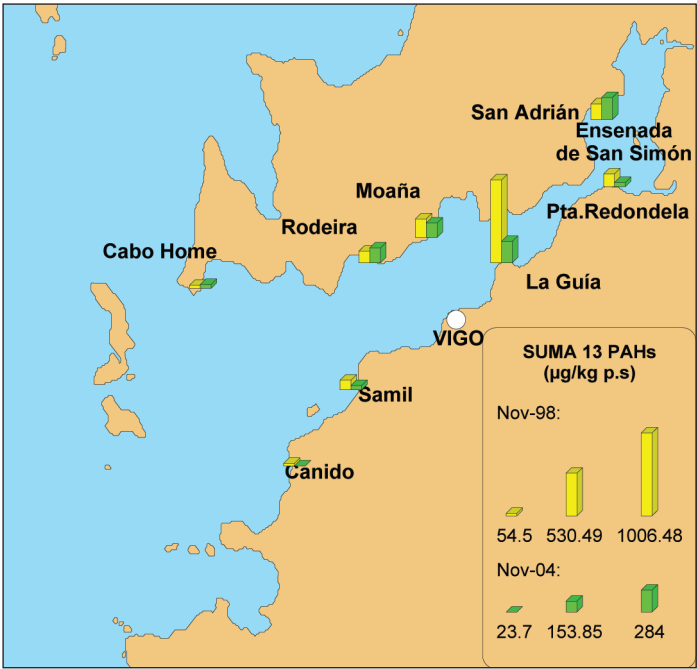 San Adrián
Ensenada
de San Simón
Moaña
Pta.Redondela
Rodeira
Cabo Home
La Guía
VIGO
Samil
Canido
SUMA 13 PAHs
(µg/kg p.s)
Nov-98:
54.5 530.49 1006.48
Nov-04:
23.7 153.85 284